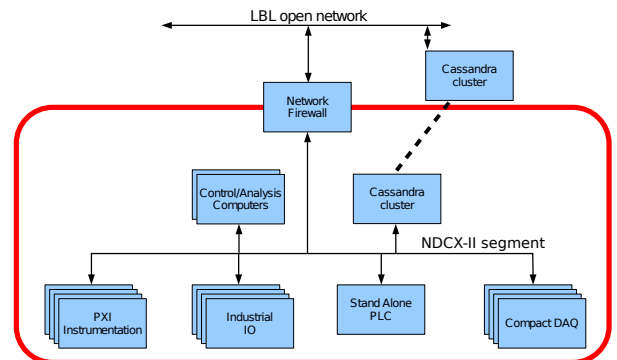 LBL open network
Cassandra
cluster
Network
Firewall
Control/Analysis
Computers
Cassandra
cluster
NDCX-II segment
PXI
Instrumentation
Industrial
IO
Stand Alone
PLC
Compact DAQ